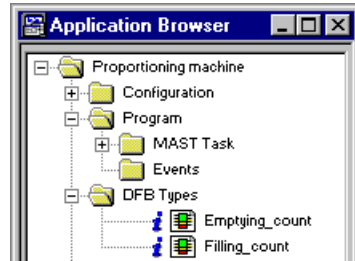 Application Browser
Proportioning machine
Configuration
Program
MAST Task
Events
DFB Types
Emptying_count
Filling_count